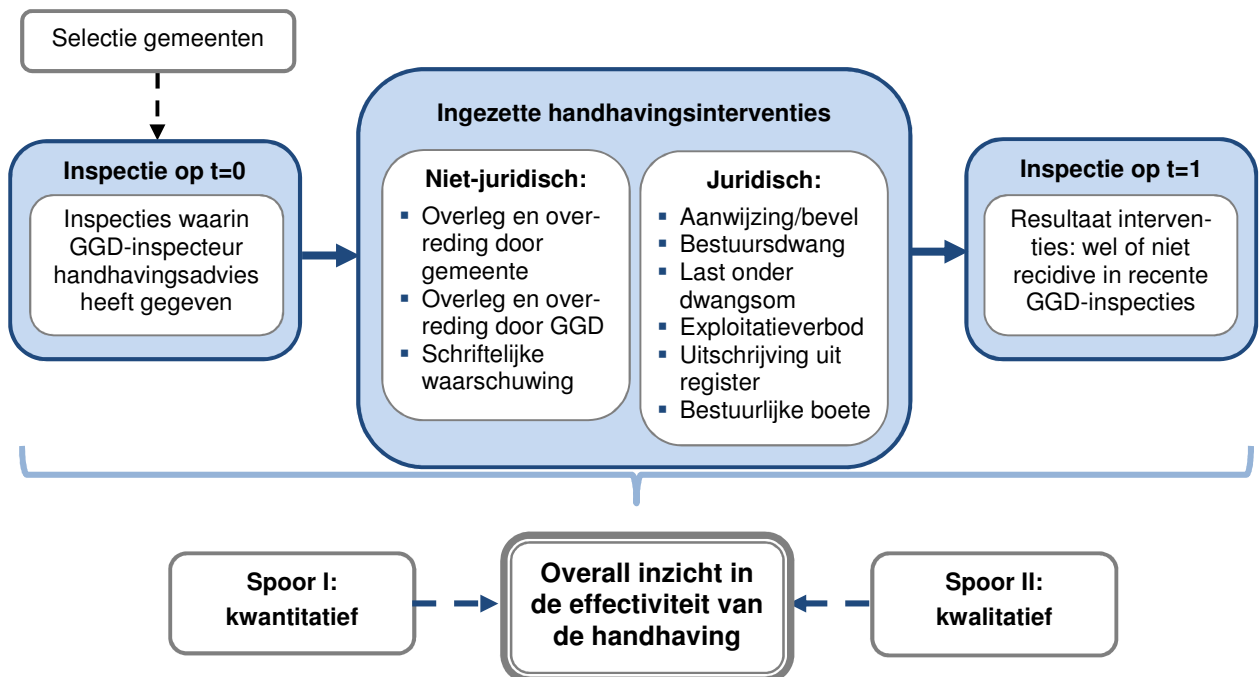 Selectie gemeenten
Inspectie op t=0
Inspecties waarin
GGD-inspecteur
handhavingsadvies
heeft gegeven
Ingezette handhavingsinterventies
Niet-juridisch:
▪ Overleg en over-
reding door
gemeente
▪ Overleg en over-
reding door GGD
▪ Schriftelijke
waarschuwing
Juridisch:
▪ Aanwijzing/bevel
▪ Bestuursdwang
▪ Last onder
dwangsom
▪ Exploitatieverbod
▪ Uitschrijving uit
register
▪ Bestuurlijke boete
Inspectie op t=1
Resultaat interven-
ties: wel of niet
recidive in recente
GGD-inspecties
Spoor I:
kwantitatief
Overall inzicht in
de effectiviteit van
de handhaving
Spoor II:
kwalitatief